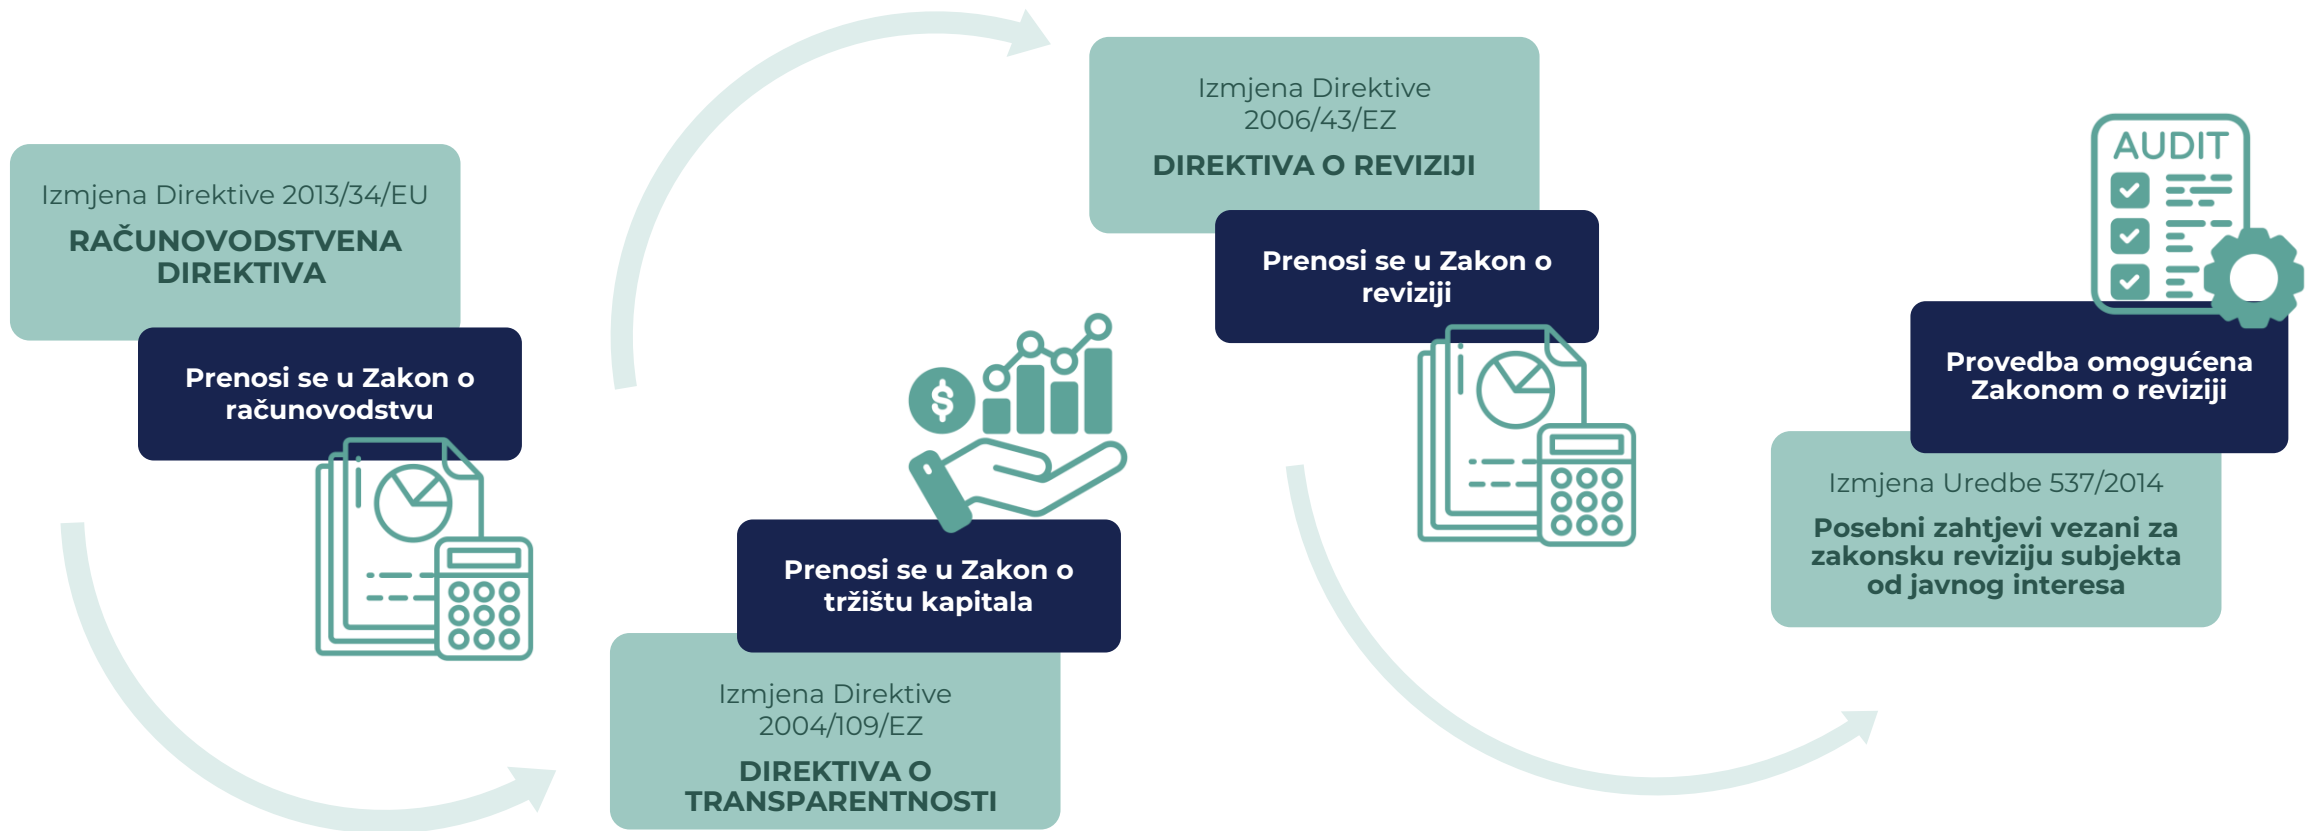 Izmjena Direktive 2013/34/EU
RAČUNOVODSTVENA
DIREKTIVA
Prenosi se u Zakon o
računovodstvu
$
Prenosi se u Zakon o
tržištu kapitala
Izmjena Direktive
2004/109/EZ
DIREKTIVA O
TRANSPARENTNOSTI
Izmjena Direktive
2006/43/EZ
DIREKTIVA O REVIZIJI
Prenosi se u Zakon o
reviziji
AUDIT
Provedba omogućena
Zakonom o reviziji
Izmjena Uredbe 537/2014
Posebni zahtjevi vezani za
zakonsku reviziju subjekta
od javnog interesa